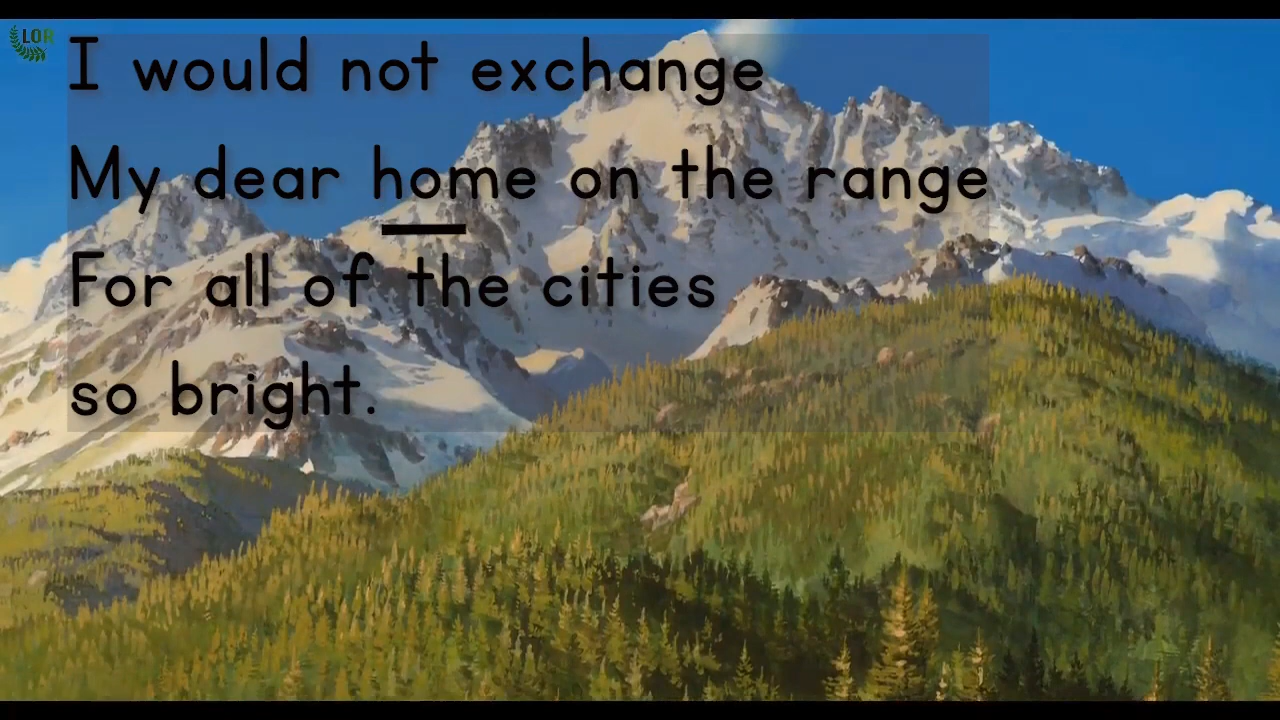 LOR
I would not exchange
My dear home on the range
For all of the cities
so bright.